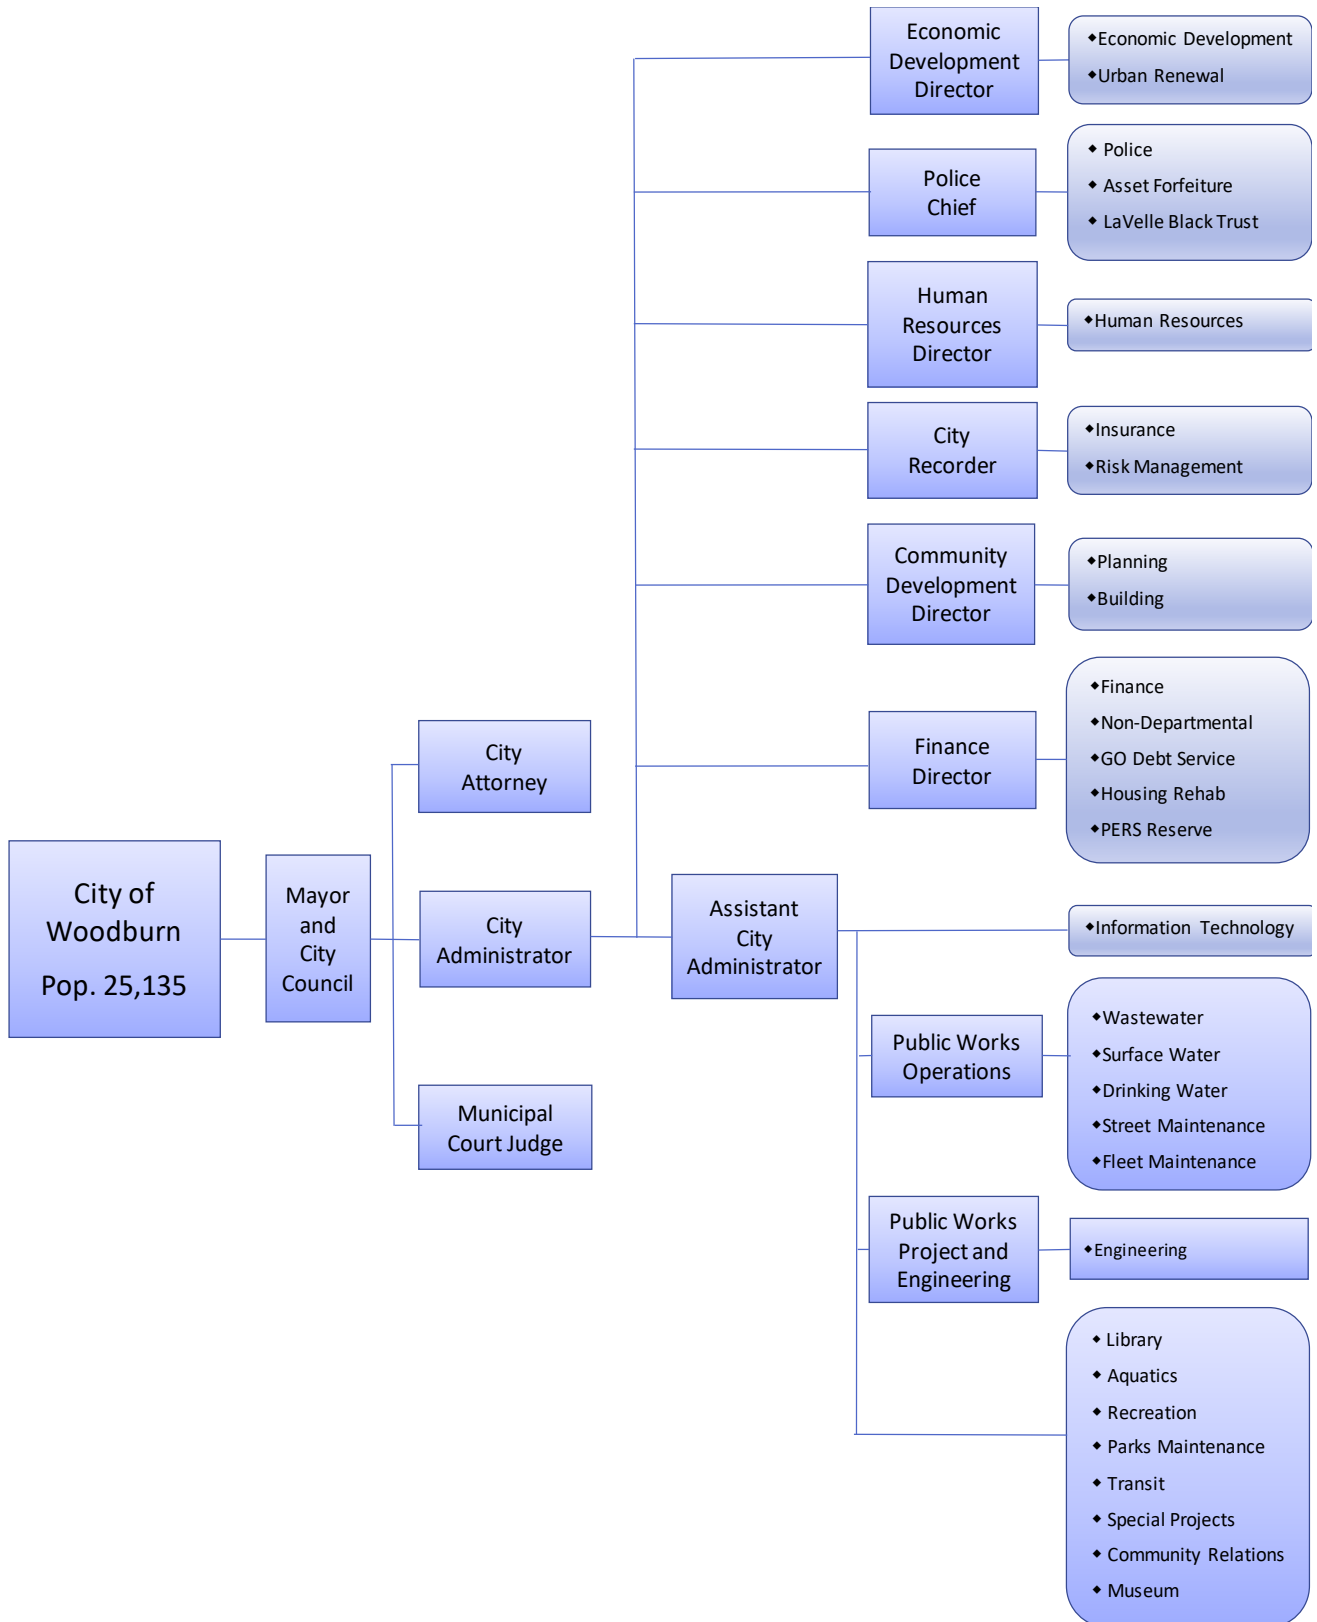 Economic
Development
Director
◆Economic Development
◆Urban Renewal
Police
Chief
◆ Police
◆ Asset Forfeiture
◆ LaVelle Black Trust
Human
Resources
Director
◆Human Resources
City
Recorder
◆Insurance
◆Risk Management
Community
Development
Director
◆Planning
◆Building
Finance
Director
◆Finance
◆Non-Departmental
◆GO Debt Service
◆Housing Rehab
◆PERS Reserve
City
Attorney
City of
Woodburn
Pop. 25,135
Mayor
and
City
Council
City
Administrator
Assistant
City
Administrator
◆Information Technology
Public Works
Operations
◆Wastewater
◆Surface Water
◆Drinking Water
◆Street Maintenance
◆Fleet Maintenance
Municipal
Court Judge
Public Works
Project and
Engineering
◆Engineering
◆ Library
◆ Aquatics
◆ Recreation
◆ Parks Maintenance
◆ Transit
◆ Special Projects
◆ Community Relations
◆ Museum